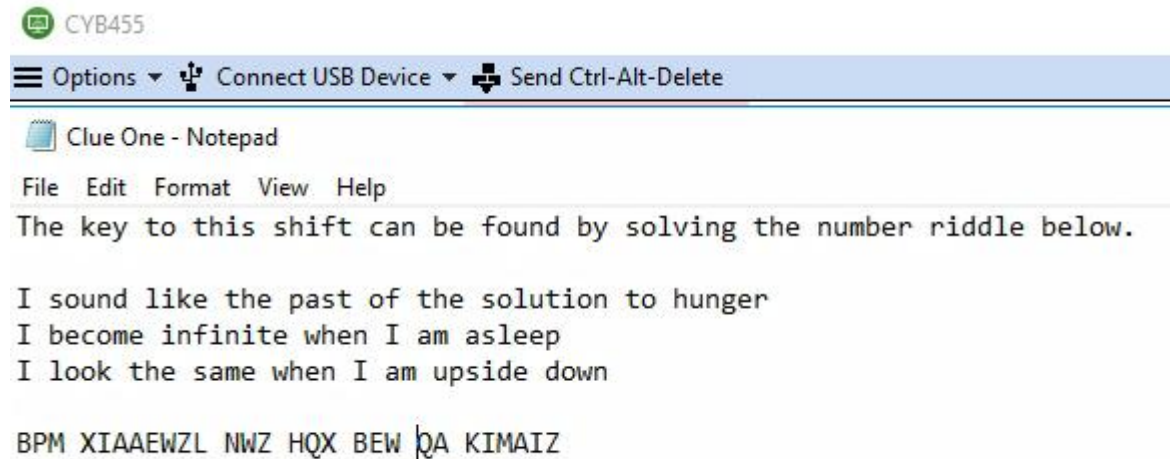 CYB455
Options Connect USB Device Send Ctrl-Alt-Delete
Clue One - Notepad
File Edit Format View Help
The key to this shift can be found by solving the number riddle below.
I sound like the past of the solution to hunger
I become infinite when I am asleep
I look the same when I am upside down
BPM XIAAEWZL NWZ HQX BEW QA KIMAIZ